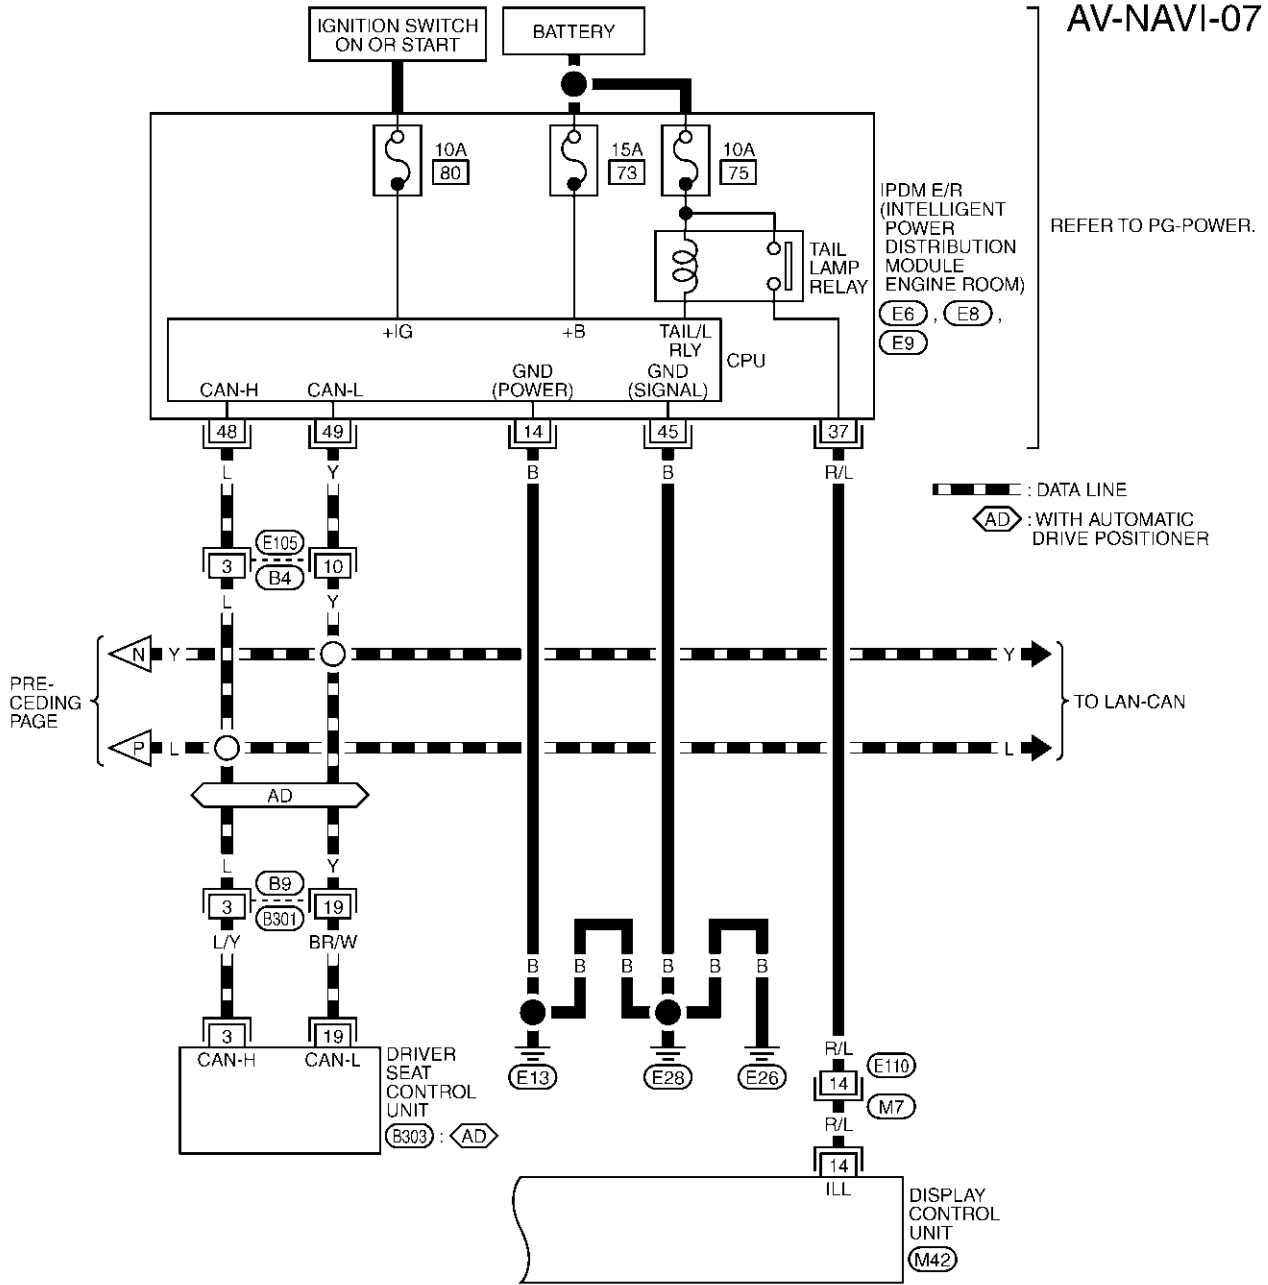 AV-NAVI-07
IGNITION SWITCH
ON OR START
BATTERY
10A
80
15A
73
10A
75
IPDM E/R
(INTELLIGENT
POWER
DISTRIBUTION
MODULE
ENGINE ROOM)
E6 , E8 ,
E9
REFER TO PG-POWER.
TAIL
LAMP
RELAY
+IG
+B
TAIL/L
RLY
CPU
CAN-H
CAN-L
GND
(POWER)
GND
(SIGNAL)
48
49
14
45
37
L
Y
B
B
R/L
: DATA LINE
AD : WITH AUTOMATIC
DRIVE POSITIONER
3
E105
B4
10
L
Y
PRE-
CEDING
PAGE
N
Y
Y
P
L
L
TO LAN-CAN
AD
L
Y
3
B9
B301
19
L/Y
BR/W
B
B
B
B
B
B
3
19
CAN-H
CAN-L
DRIVER
SEAT
CONTROL
UNIT
B303 : AD
E13
E28
E26
R/L
14
E110
M7
R/L
14
ILL
DISPLAY
CONTROL
UNIT
M42